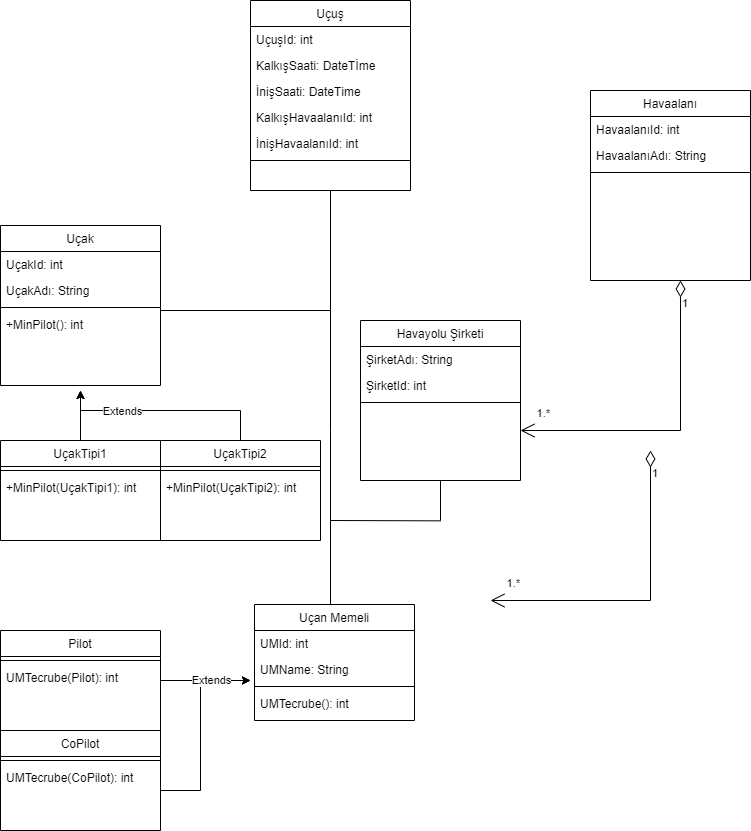 Uçuş
UçuşId: int
KalkışSaati: DateTİme
İnişSaati: DateTime
KalkışHavaalanıId: int
İnişHavaalanıId: int
Havaalanı
HavaalanıId: int
HavaalanıAdı: String
1
Uçak
UçakId: int
UçakAdı: String
+MinPilot(): int
Havayolu Şirketi
ŞirketAdı: String
ŞirketId: int
1.*
Extends
UçakTipi1
+MinPilot(UçakTipi1): int
UçakTipi2
+MinPilot(UçakTipi2): int
1
1.*
Uçan Memeli
UMId: int
UMName: String
UMTecrube(): int
Pilot
UMTecrube(Pilot): int
Extends
CoPilot
UMTecrube(CoPilot): int